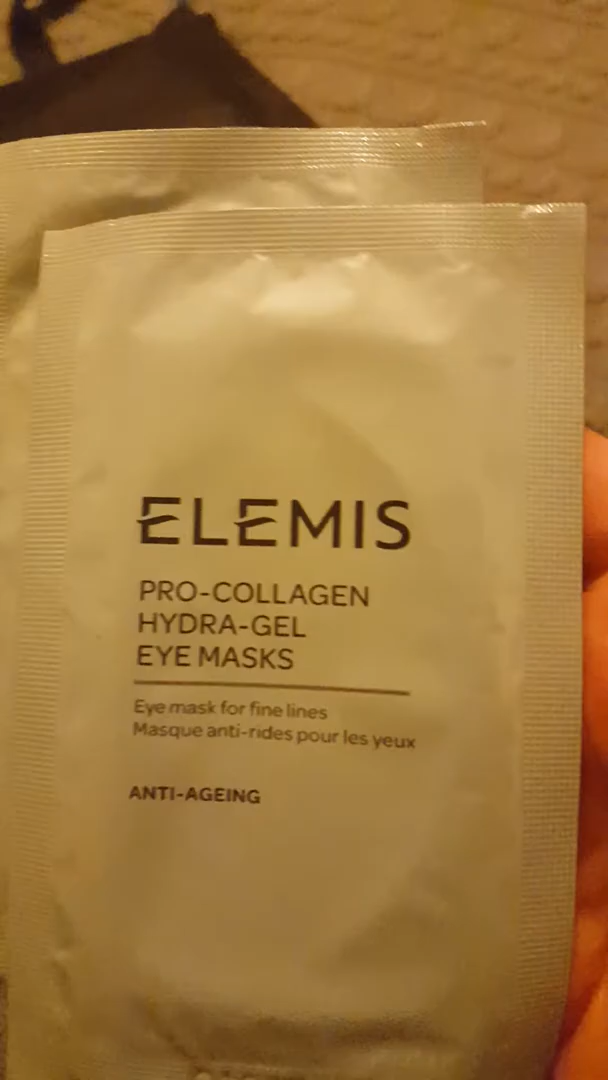 ELEMIS
PRO-COLLAGEN
HYDRA-GEL
EYE MASKS
Eye mask for fine lines
Masque anti-rides pour les yeux
ANTI-AGEING